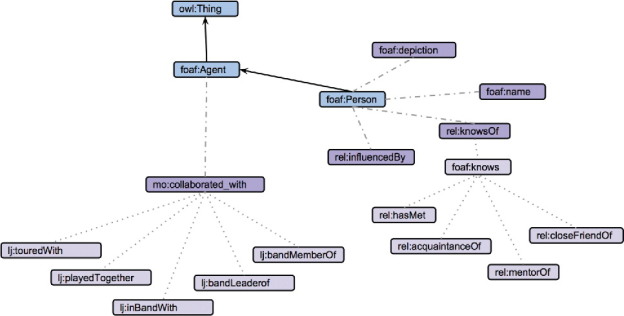 owl:Thing
foaf:depiction
foaf:Agent
foaf:name
foaf:Person
rel:knowsOf
rel:influencedBy
foaf:knows
mo:collaborated_with
rel:hasMet
rel:closeFriendOf
rel:acquaintanceOf
lj:touredWith
lj:bandMemberOf
rel:mentorOf
lj:playedTogether
lj:bandLeaderof
lj:inBandWith